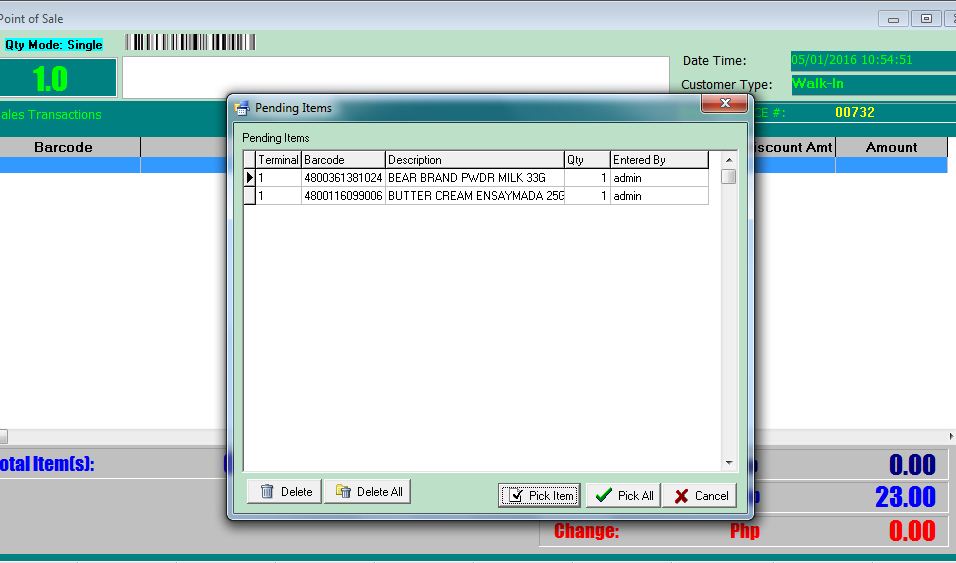 Point of Sale
Qty Mode: Single
1.0
Date Time: 05/01/2016 10:54:51
Customer Type: Walk-In
ales Transactions
CE #: 00732
Barcode
iscount Amt
Amount
Pending Items
Pending Items
Terminal Barcode Description Qty Entered By
1 4800361381024 BEAR BRAND PWDR MILK 33G 1 admin
1 4800116099006 BUTTER CREAM ENSAYMADA 25G 1 admin
Delete
Delete All
Pick Item
Pick All
Cancel
otal Item(s):
0.00
23.00
Change: Php 0.00